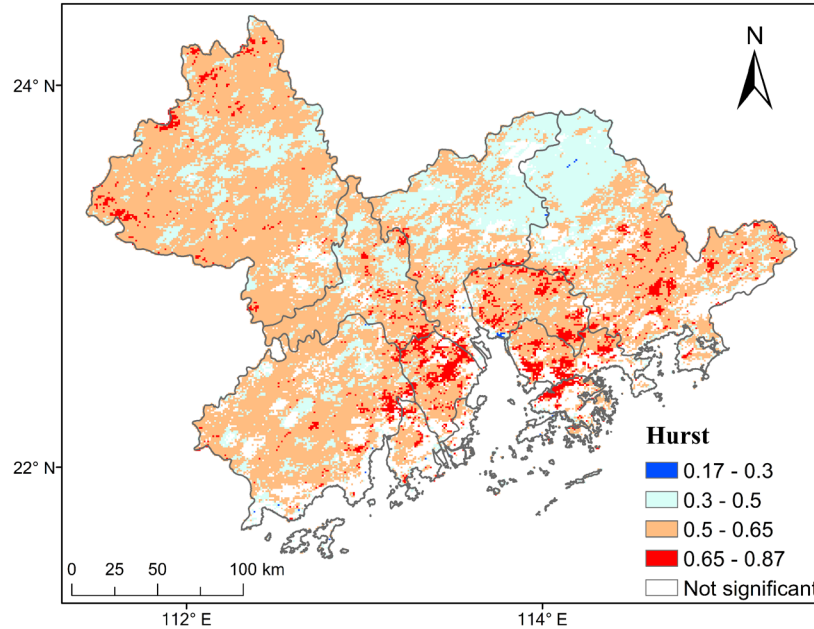 N
24° N
22° N
Hurst
0.17 - 0.3
0.3 - 0.5
0.5 - 0.65
0.65 - 0.87
Not significant
0 25 50 100 km
112° E 114° E